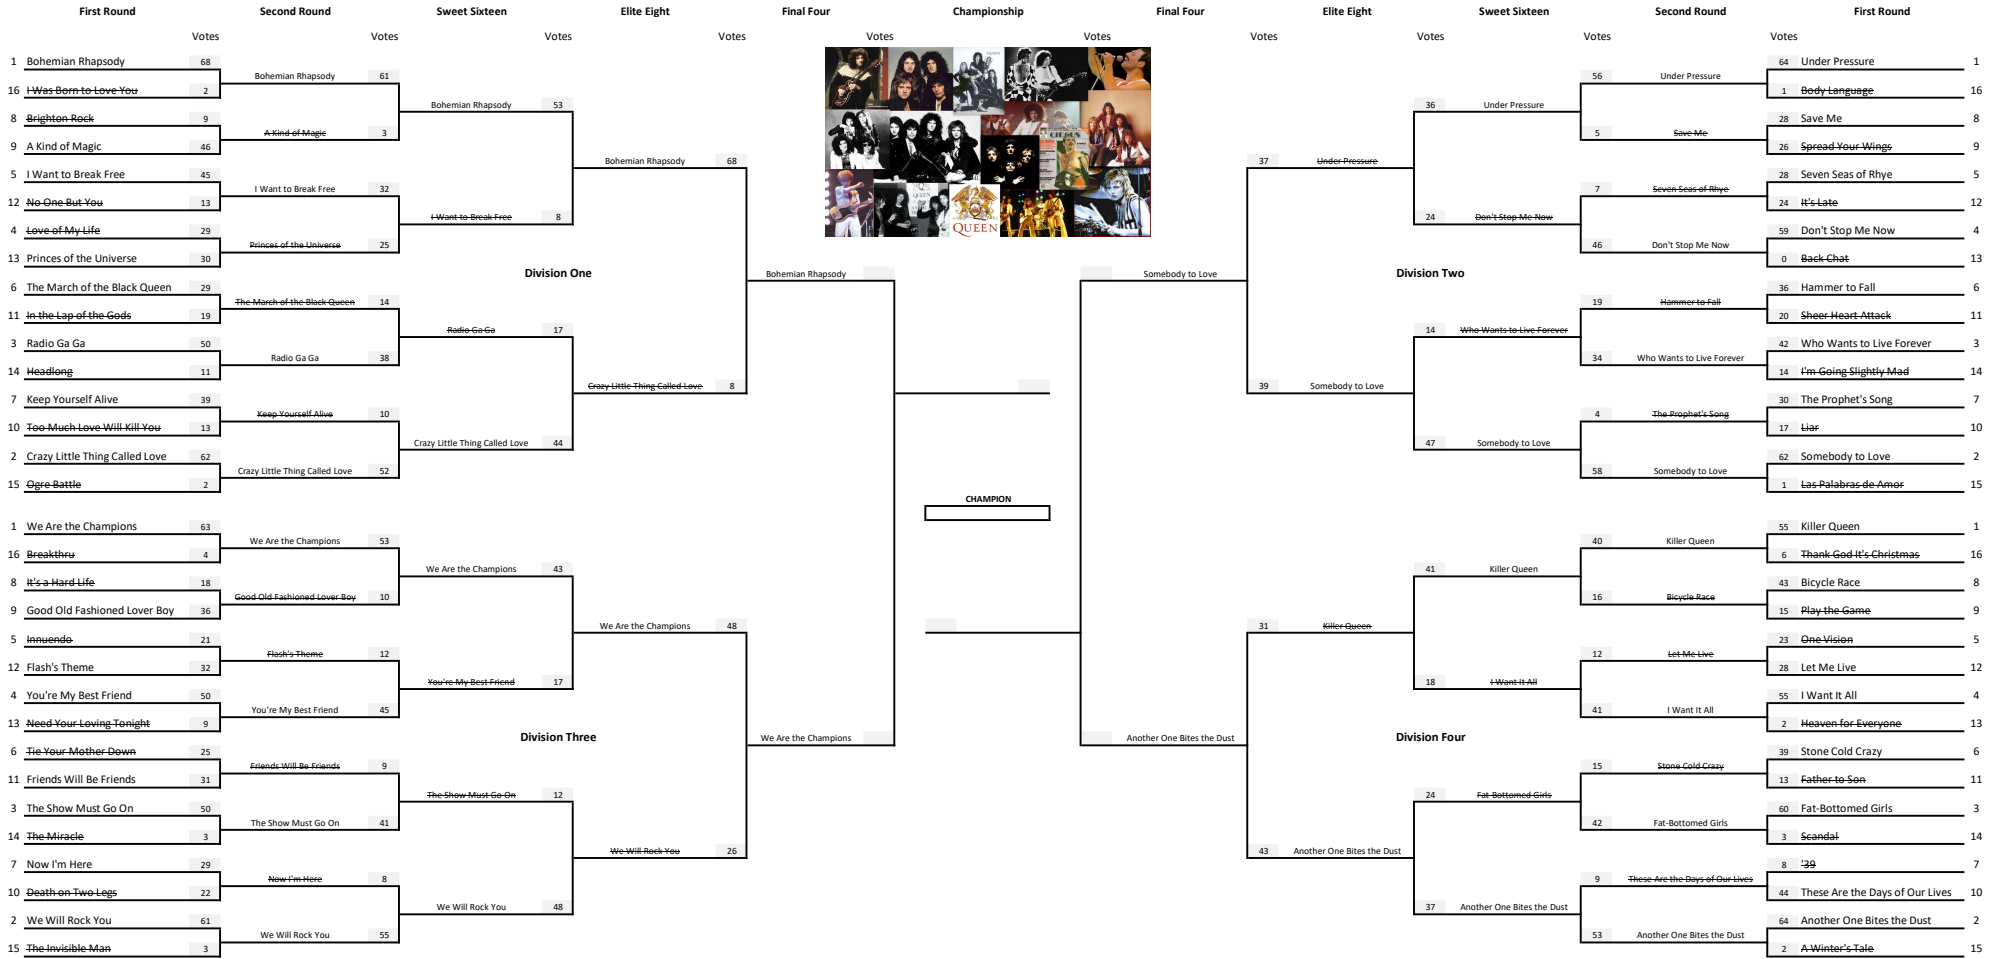 First Round Second Round Sweet Sixteen Elite Eight Final Four Championship Final Four Elite Eight Sweet Sixteen Second Round First Round
Votes Votes Votes Votes Votes Votes Votes Votes Votes Votes
1 Bohemian Rhapsody 68 64 Under Pressure 1
Bohemian Rhapsody 61 56 Under Pressure
16 I Was Born to Love You 2 1 Body Language 16
Bohemian Rhapsody 53 36 Under Pressure
8 Brighton Rock 9 28 Save Me 8
A Kind of Magic 3 5 Save Me
9 A Kind of Magic 46 26 Spread Your Wings 9
Bohemian Rhapsody 68 37 Under Pressure
5 I Want to Break Free 45 28 Seven Seas of Rhye 5
I Want to Break Free 32 7 Seven Seas of Rhye
12 No One But You 13 24 It's Late 12
I Want to Break Free 8 24 Don't Stop Me Now
QUEEN
4 Love of My Life 29 59 Don't Stop Me Now 4
Princes of the Universe 25 46 Don't Stop Me Now
13 Princes of the Universe 30 0 Back Chat 13
Division One Bohemian Rhapsody Somebody to Love Division Two
6 The March of the Black Queen 29 36 Hammer to Fall 6
The March of the Black Queen 14 19 Hammer to Fall
11 In the Lap of the Gods 19 20 Sheer Heart Attack 11
Radio Ga Ga 17 14 Who Wants to Live Forever
3 Radio Ga Ga 50 42 Who Wants to Live Forever 3
Radio Ga Ga 38 34 Who Wants to Live Forever
14 Headlong 11 14 I'm Going Slightly Mad 14
Crazy Little Thing Called Love 8 39 Somebody to Love
7 Keep Yourself Alive 39 30 The Prophet's Song 7
Keep Yourself Alive 10 4 The Prophet's Song
10 Too Much Love Will Kill You 13 17 Liar 10
Crazy Little Thing Called Love 44 47 Somebody to Love
2 Crazy Little Thing Called Love 62 62 Somebody to Love 2
Crazy Little Thing Called Love 52 58 Somebody to Love
15 Ogre Battle 2 1 Las Palabras de Amor 15
CHAMPION
1 We Are the Champions 63 55 Killer Queen 1
We Are the Champions 53 40 Killer Queen
16 Breakthru 4 6 Thank God It's Christmas 16
We Are the Champions 43 41 Killer Queen
8 It's a Hard Life 18 43 Bicycle Race 8
Good Old Fashioned Lover Boy 10 16 Bicycle Race
9 Good Old Fashioned Lover Boy 36 15 Play the Game 9
We Are the Champions 48 31 Killer Queen
5 Innuendo 21 23 One Vision 5
Flash's Theme 12 12 Let Me Live
12 Flash's Theme 32 28 Let Me Live 12
You're My Best Friend 17 18 I Want It All
4 You're My Best Friend 50 55 I Want It All 4
You're My Best Friend 45 41 I Want It All
13 Need Your Loving Tonight 9 2 Heaven for Everyone 13
Division Three We Are the Champions Another One Bites the Dust Division Four
6 Tie Your Mother Down 25 39 Stone Cold Crazy 6
Friends Will Be Friends 9 15 Stone Cold Crazy
11 Friends Will Be Friends 31 13 Father to Son 11
The Show Must Go On 12 24 Fat-Bottomed Girls
3 The Show Must Go On 50 60 Fat-Bottomed Girls 3
The Show Must Go On 41 42 Fat-Bottomed Girls
14 The Miracle 3 3 Scandal 14
We Will Rock You 26 43 Another One Bites the Dust
7 Now I'm Here 29 8 '39 7
Now I'm Here 8 9 These Are the Days of Our Lives
10 Death on Two Legs 22 44 These Are the Days of Our Lives 10
We Will Rock You 48 37 Another One Bites the Dust
2 We Will Rock You 61 64 Another One Bites the Dust 2
We Will Rock You 55 53 Another One Bites the Dust
15 The Invisible Man 3 2 A Winter's Tale 15